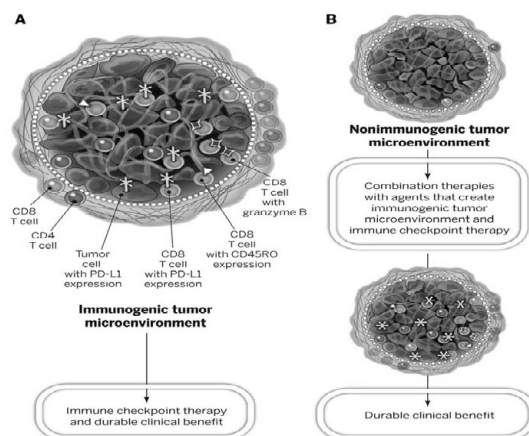 A
CD8
T cell
CD4
T cell
Tumor
cell
with PD-L1
expression
CD8
T cell
with PD-L1
expression
CD8
T cell
with CD45RO
expression
CD8
T cell
with
granzyme B
Immunogenic tumor
microenvironment
Immune checkpoint therapy
and durable clinical benefit
B
Nonimmunogenic tumor
microenvironment
Combination therapies
with agents that create
immunogenic tumor
microenvironment and
immune checkpoint therapy
Durable clinical benefit